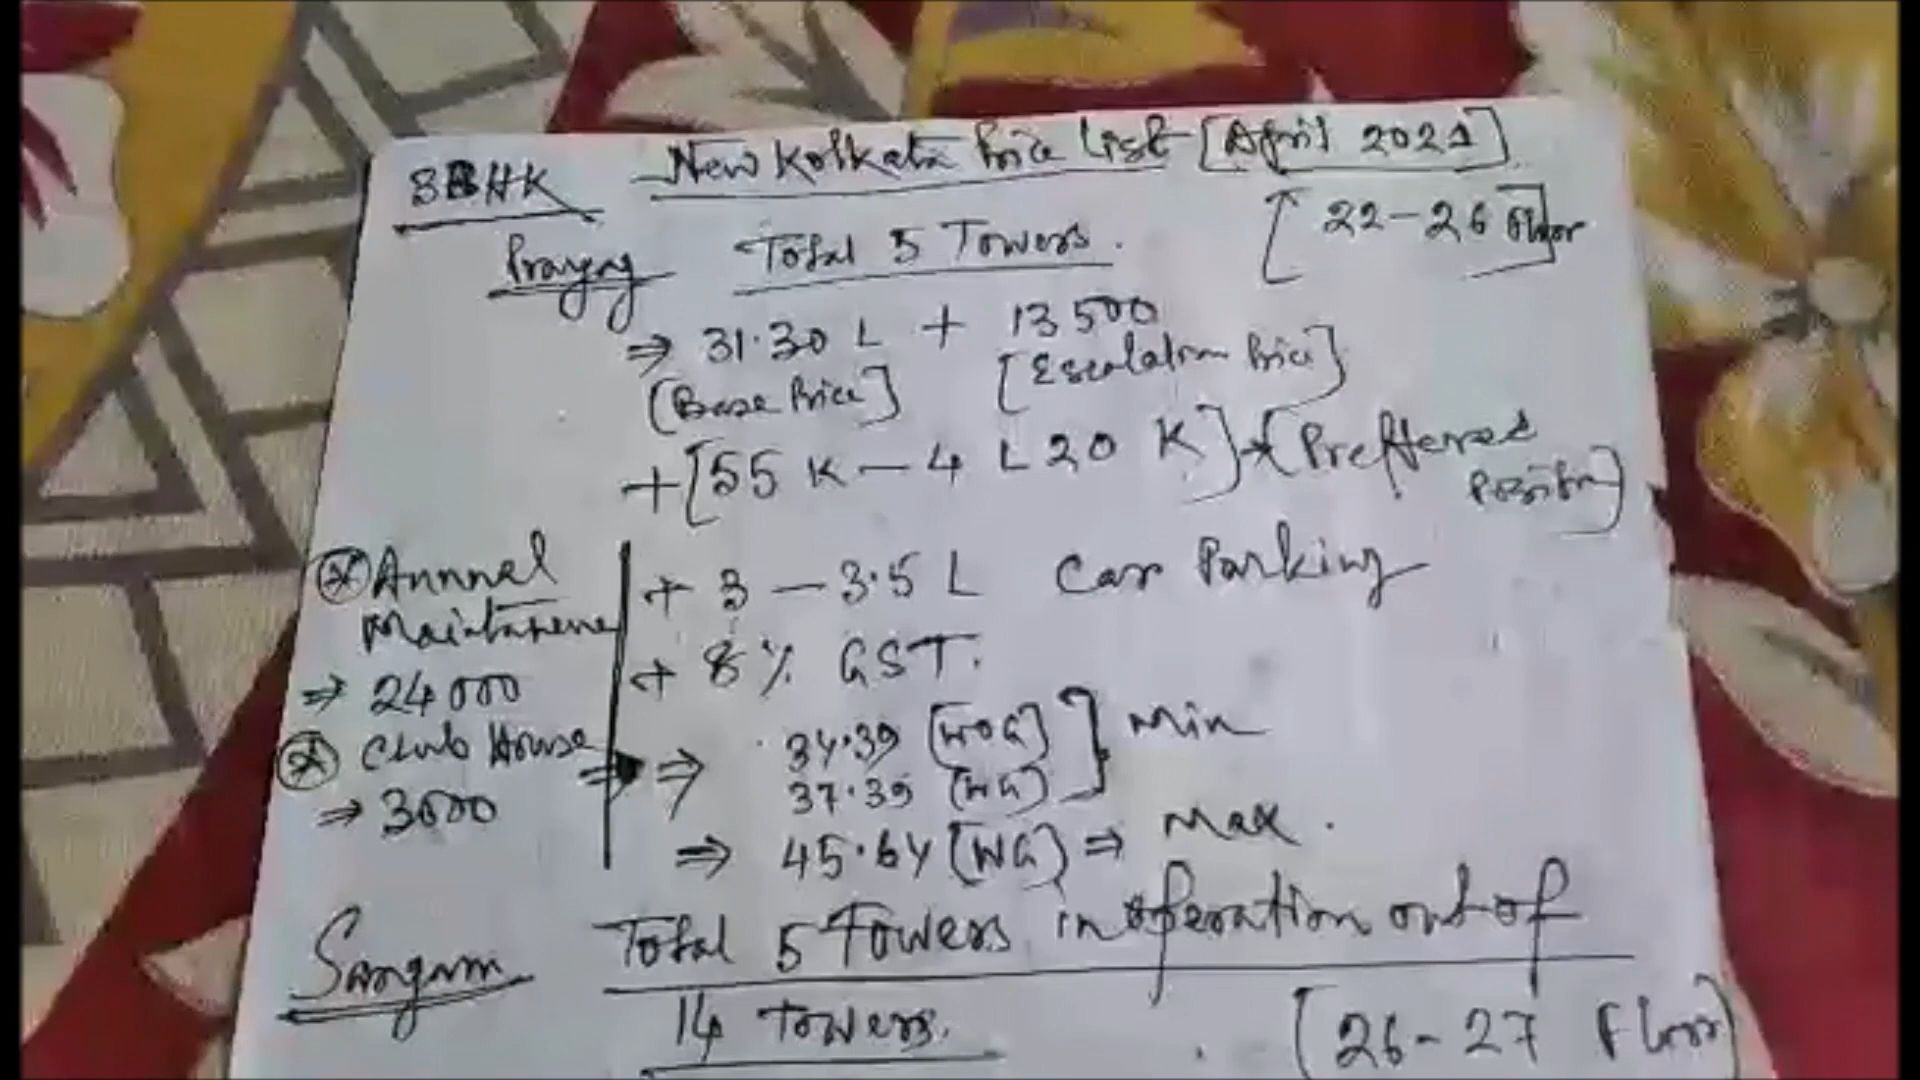 3BHK New Kolkata Price List [April 2021]
Prayag Total 5 Towers. [22-26 Floor]
⇒ 31.30 L + 13500
[Base Price] [Escalation Price]
+ [55 K - 4 L 20 K] * [Preffered
Position]
Annual
Maintanence
⇒ 24000
Club House
⇒ 3600
+ 3 - 3.5 L Car Parking
+ 8 % GST.
⇒ 34.39 [WOG] ] Min
37.39 [WG]
⇒ 45.64 [WG] ⇒ Max.
Sangam Total 5 Towers in operation out of
14 Towers. [26-27 Floor]